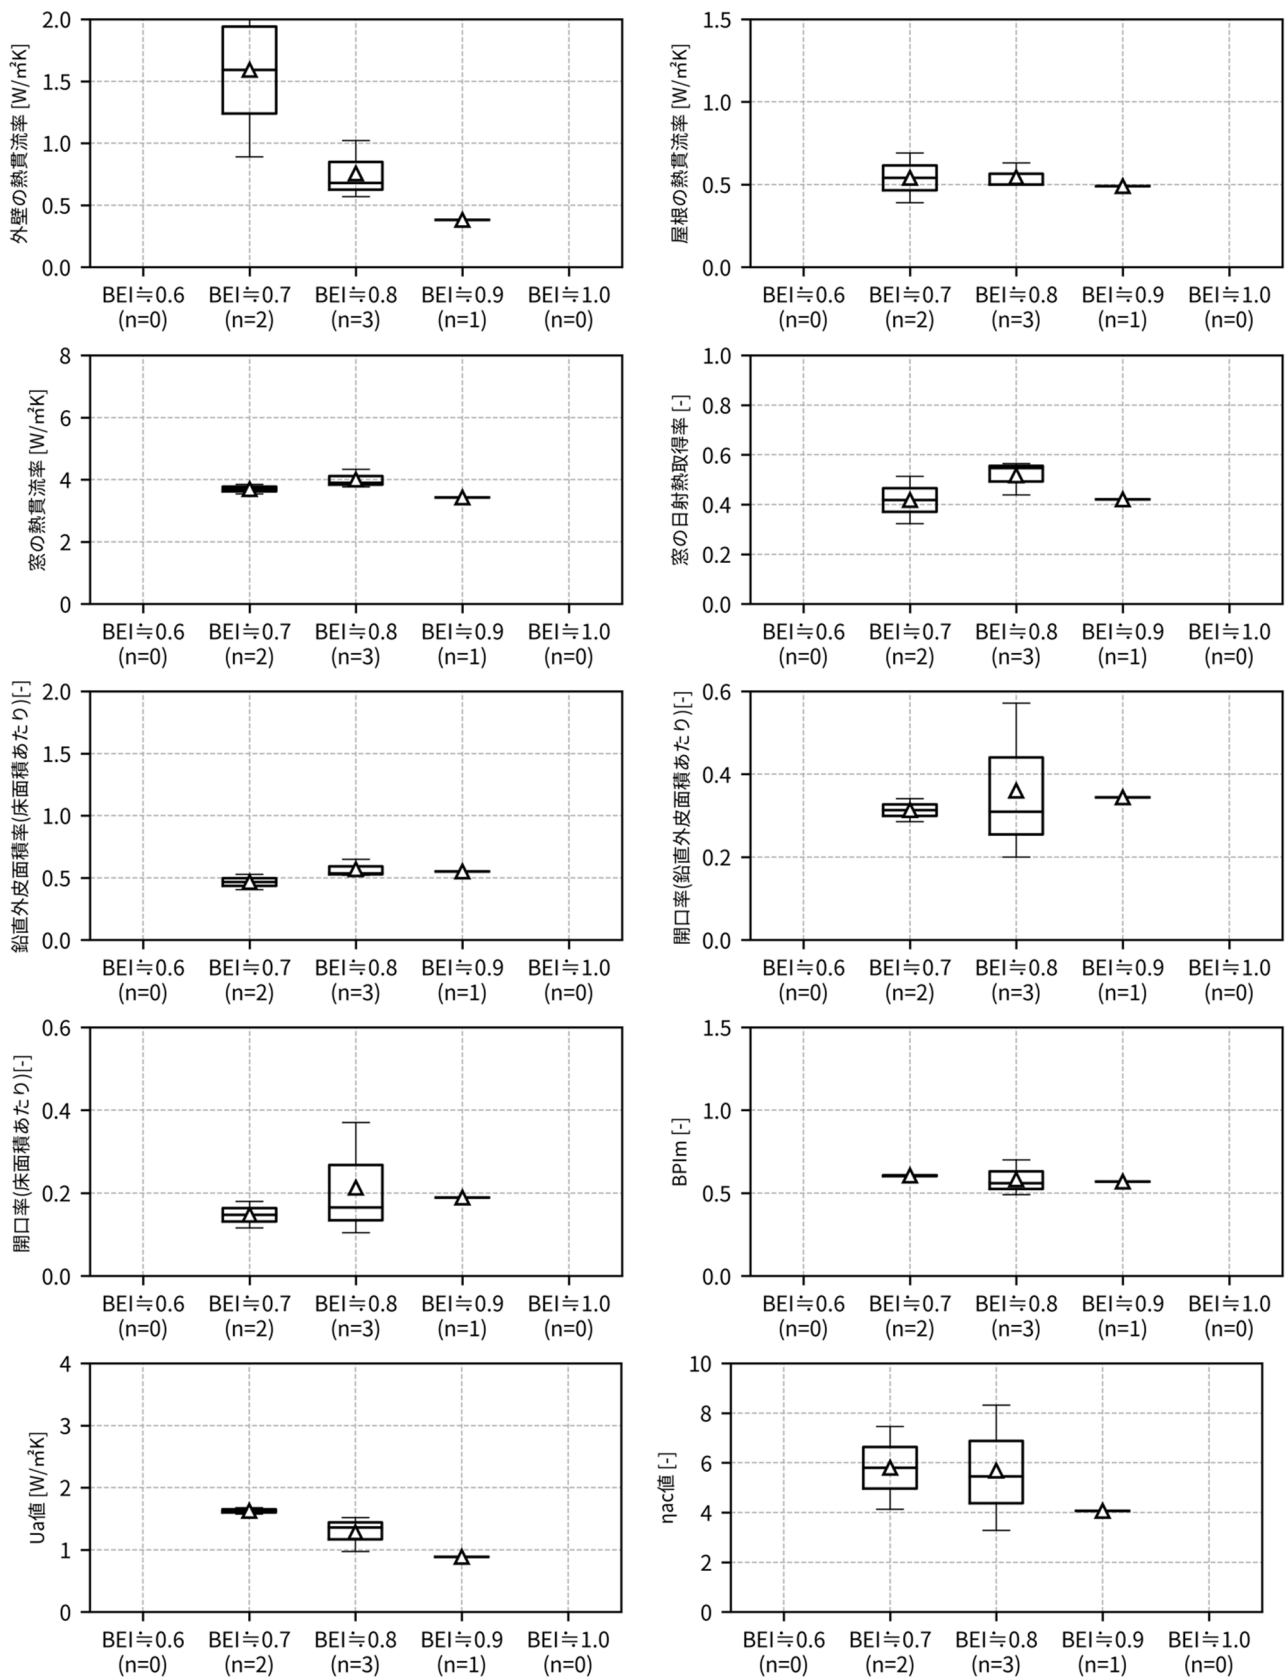 外壁の熱貫流率 [W/㎡K]
2.0
1.5
1.0
0.5
0.0
BEI≒0.6 BEI≒0.7 BEI≒0.8 BEI≒0.9 BEI≒1.0
(n=0) (n=2) (n=3) (n=1) (n=0)
屋根の熱貫流率 [W/㎡K]
1.5
1.0
0.5
0.0
BEI≒0.6 BEI≒0.7 BEI≒0.8 BEI≒0.9 BEI≒1.0
(n=0) (n=2) (n=3) (n=1) (n=0)
窓の熱貫流率 [W/㎡K]
8
6
4
2
0
BEI≒0.6 BEI≒0.7 BEI≒0.8 BEI≒0.9 BEI≒1.0
(n=0) (n=2) (n=3) (n=1) (n=0)
窓の日射熱取得率 [-]
1.0
0.8
0.6
0.4
0.2
0.0
BEI≒0.6 BEI≒0.7 BEI≒0.8 BEI≒0.9 BEI≒1.0
(n=0) (n=2) (n=3) (n=1) (n=0)
鉛直外皮面積率(床面積あたり)[-]
2.0
1.5
1.0
0.5
0.0
BEI≒0.6 BEI≒0.7 BEI≒0.8 BEI≒0.9 BEI≒1.0
(n=0) (n=2) (n=3) (n=1) (n=0)
開口率(鉛直外皮面積あたり)[-]
0.6
0.4
0.2
0.0
BEI≒0.6 BEI≒0.7 BEI≒0.8 BEI≒0.9 BEI≒1.0
(n=0) (n=2) (n=3) (n=1) (n=0)
開口率(床面積あたり)[-]
0.6
0.4
0.2
0.0
BEI≒0.6 BEI≒0.7 BEI≒0.8 BEI≒0.9 BEI≒1.0
(n=0) (n=2) (n=3) (n=1) (n=0)
BPIm [-]
1.5
1.0
0.5
0.0
BEI≒0.6 BEI≒0.7 BEI≒0.8 BEI≒0.9 BEI≒1.0
(n=0) (n=2) (n=3) (n=1) (n=0)
Ua値 [W/㎡K]
4
3
2
1
0
BEI≒0.6 BEI≒0.7 BEI≒0.8 BEI≒0.9 BEI≒1.0
(n=0) (n=2) (n=3) (n=1) (n=0)
ηac値 [-]
10
8
6
4
2
0
BEI≒0.6 BEI≒0.7 BEI≒0.8 BEI≒0.9 BEI≒1.0
(n=0) (n=2) (n=3) (n=1) (n=0)